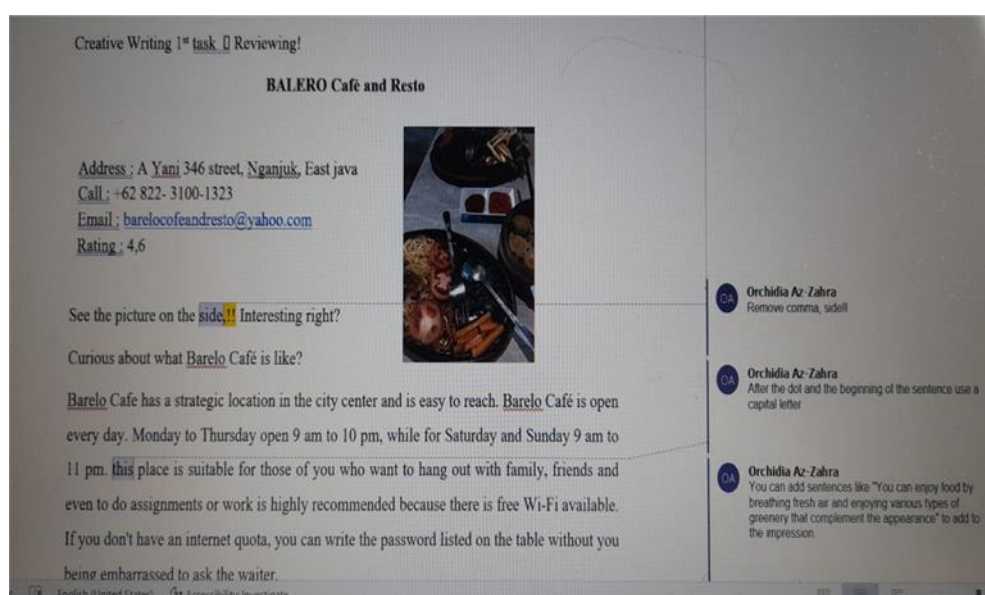 Creative Writing 1st task Reviewing!
BALERO Café and Resto
Address : A Yani 346 street, Nganjuk, East java
Call : +62 822- 3100-1323
Email : barelocofeandresto@yahoo.com
Rating : 4,6
See the picture on the side,!! Interesting right?
Curious about what Barelo Café is like?
Barelo Cafe has a strategic location in the city center and is easy to reach. Barelo Café is open
every day. Monday to Thursday open 9 am to 10 pm, while for Saturday and Sunday 9 am to
11 pm. this place is suitable for those of you who want to hang out with family, friends and
even to do assignments or work is highly recommended because there is free Wi-Fi available.
If you don't have an internet quota, you can write the password listed on the table without you
being embarrassed to ask the waiter.
OA Orchidia Az-Zahra
Remove comma, side!!
OA Orchidia Az-Zahra
After the dot and the beginning of the sentence use a
capital letter
OA Orchidia Az-Zahra
You can add sentences like "You can enjoy food by
breathing fresh air and enjoying various types of
greenery that complement the appearance" to add to
the impression.
English (United States) Accessibility: Investigate